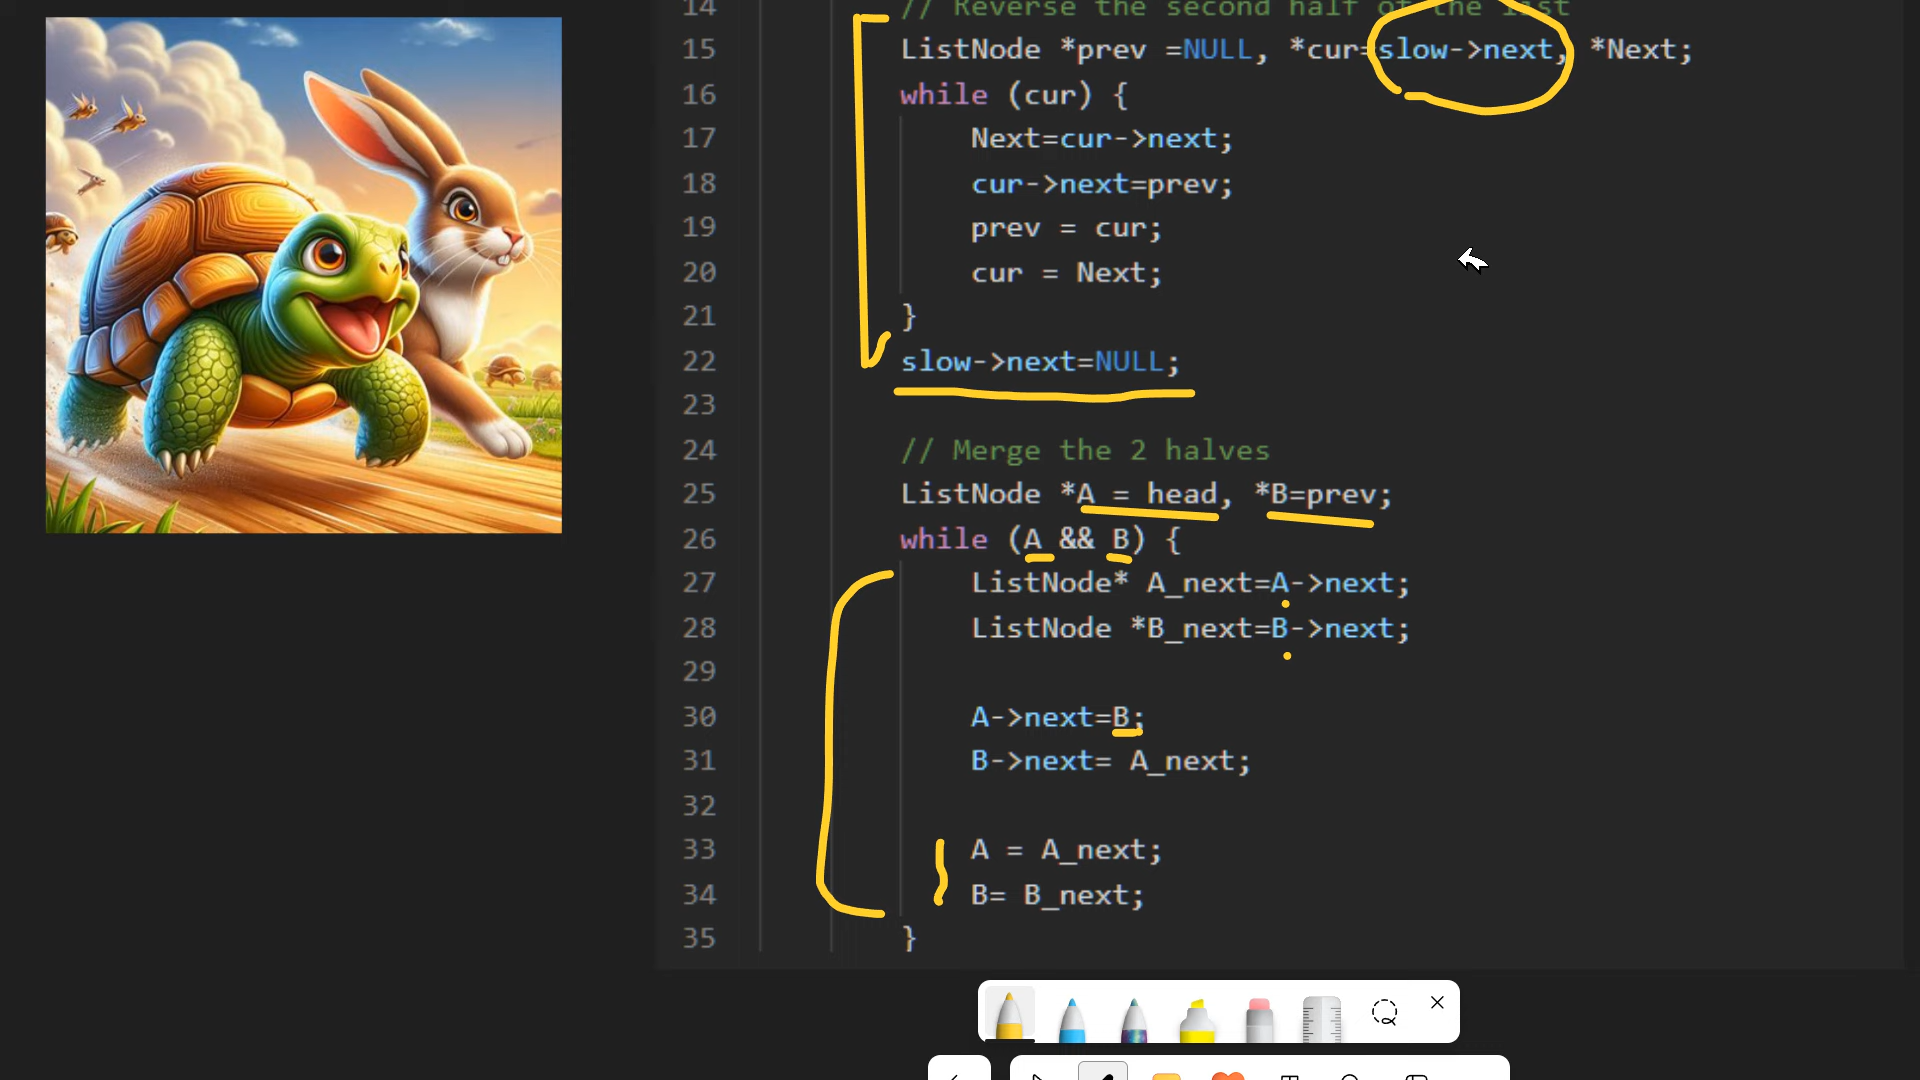 14 // Reverse the second half of the list
15 ListNode *prev =NULL, *cur=slow->next, *Next;
16 while (cur) {
17 Next=cur->next;
18 cur->next=prev;
19 prev = cur;
20 cur = Next;
21 }
22 slow->next=NULL;
23
24 // Merge the 2 halves
25 ListNode *A = head, *B=prev;
26 while (A && B) {
27 ListNode* A_next=A->next;
28 ListNode *B_next=B->next;
29
30 A->next=B;
31 B->next= A_next;
32
33 A = A_next;
34 B= B_next;
35 }